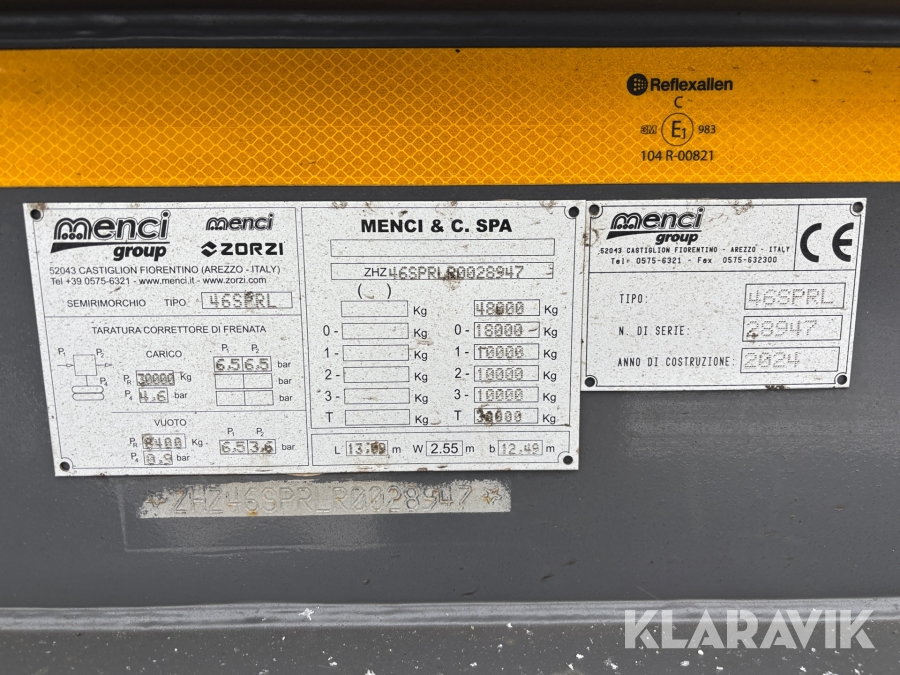 Reflexallen
C
3M E1 983
104 R-00821
menci group
menci
ZORZI
52043 CASTIGLION FIORENTINO (AREZZO - ITALY)
Tel +39 0575-6321 - www.menci.it - www.zorzi.com
SEMIRIMORCHIO TIPO 46SPRL
TARATURA CORRETTORE DI FRENATA
P1 P2
CARICO
P1 P2
PR 30000 Kg 6.5 6.5 bar
P4 4.6 bar bar
bar
VUOTO
P1 P2
PR 8400 Kg - 6.5 3.6 bar
P4 0.9 bar
MENCI & C. SPA
ZHZ46SPRLR0028947
( )
Kg 48000 Kg
0- Kg 0- 18000 Kg
1- Kg 1- 10000 Kg
2- Kg 2- 10000 Kg
3- Kg 3- 10000 Kg
T Kg T 30000 Kg
L 13.69 m W 2.55 m b 12.49 m
menci group
52043 CASTIGLION FIORENTINO - AREZZO - ITALY
Tel. 0575-6321 - Fax 0575-632300
CE
TIPO: 46SPRL
N. DI SERIE: 28947
ANNO DI COSTRUZIONE: 2024
ZHZ46SPRLR0028947
KLARAVIK